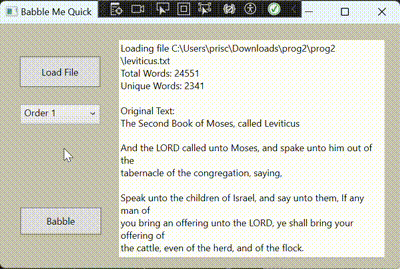 Babble Me Quick
Load File
Order 1
Babble
Loading file C:\Users\prisc\Downloads\prog2\prog2
\leviticus.txt
Total Words: 24551
Unique Words: 2341
Original Text:
The Second Book of Moses, called Leviticus
And the LORD called unto Moses, and spake unto him out of
the
tabernacle of the congregation, saying,
Speak unto the children of Israel, and say unto them, If any
man of
you bring an offering unto the LORD, ye shall bring your
offering of
the cattle, even of the herd, and of the flock.